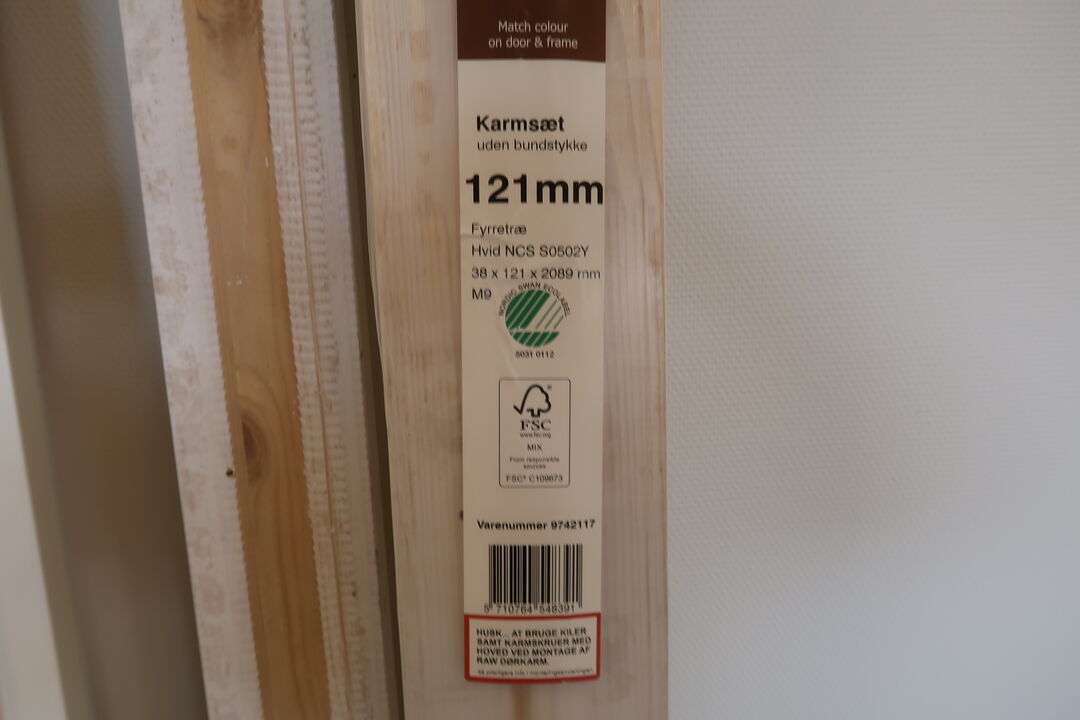 Match colour
on door & frame
Karmsæt
uden bundstykke
121mm
Fyrretræ
Hvid NCS S0502Y
38 x 121 x 2089 mm
M9
NORDIC SWAN ECOLABEL
5031 0112
FSC
www.fsc.org
MIX
From responsible
sources
FSC® C109673
Varenummer 9742117
5 710764 548391
HUSK... AT BRUGE KILER
SAMT KARMSKRUER MED
HOVED VED MONTAGE AF
RAW DØRKARM.